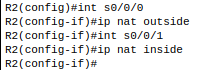 R2(config)#int s0/0/0
R2(config-if)#ip nat outside
R2(config-if)#int s0/0/1
R2(config-if)#ip nat inside
R2(config-if)#